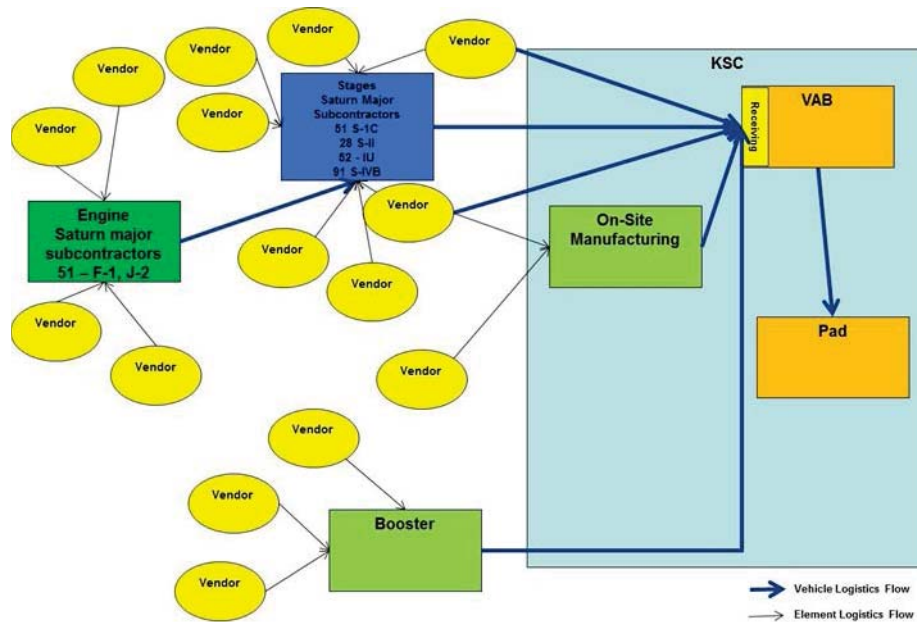 Vendor
Vendor
Vendor
Vendor
Vendor
Vendor
Stages
Saturn Major
Subcontractors
51 S-1C
28 S-II
52 - IU
91 S-IVB
KSC
VAB
Receiving
Engine
Saturn major
subcontractors
51 – F-1, J-2
Vendor
Vendor
Vendor
On-Site
Manufacturing
Vendor
Vendor
Vendor
Pad
Vendor
Vendor
Vendor
Booster
Vendor
Vehicle Logistics Flow
Element Logistics Flow